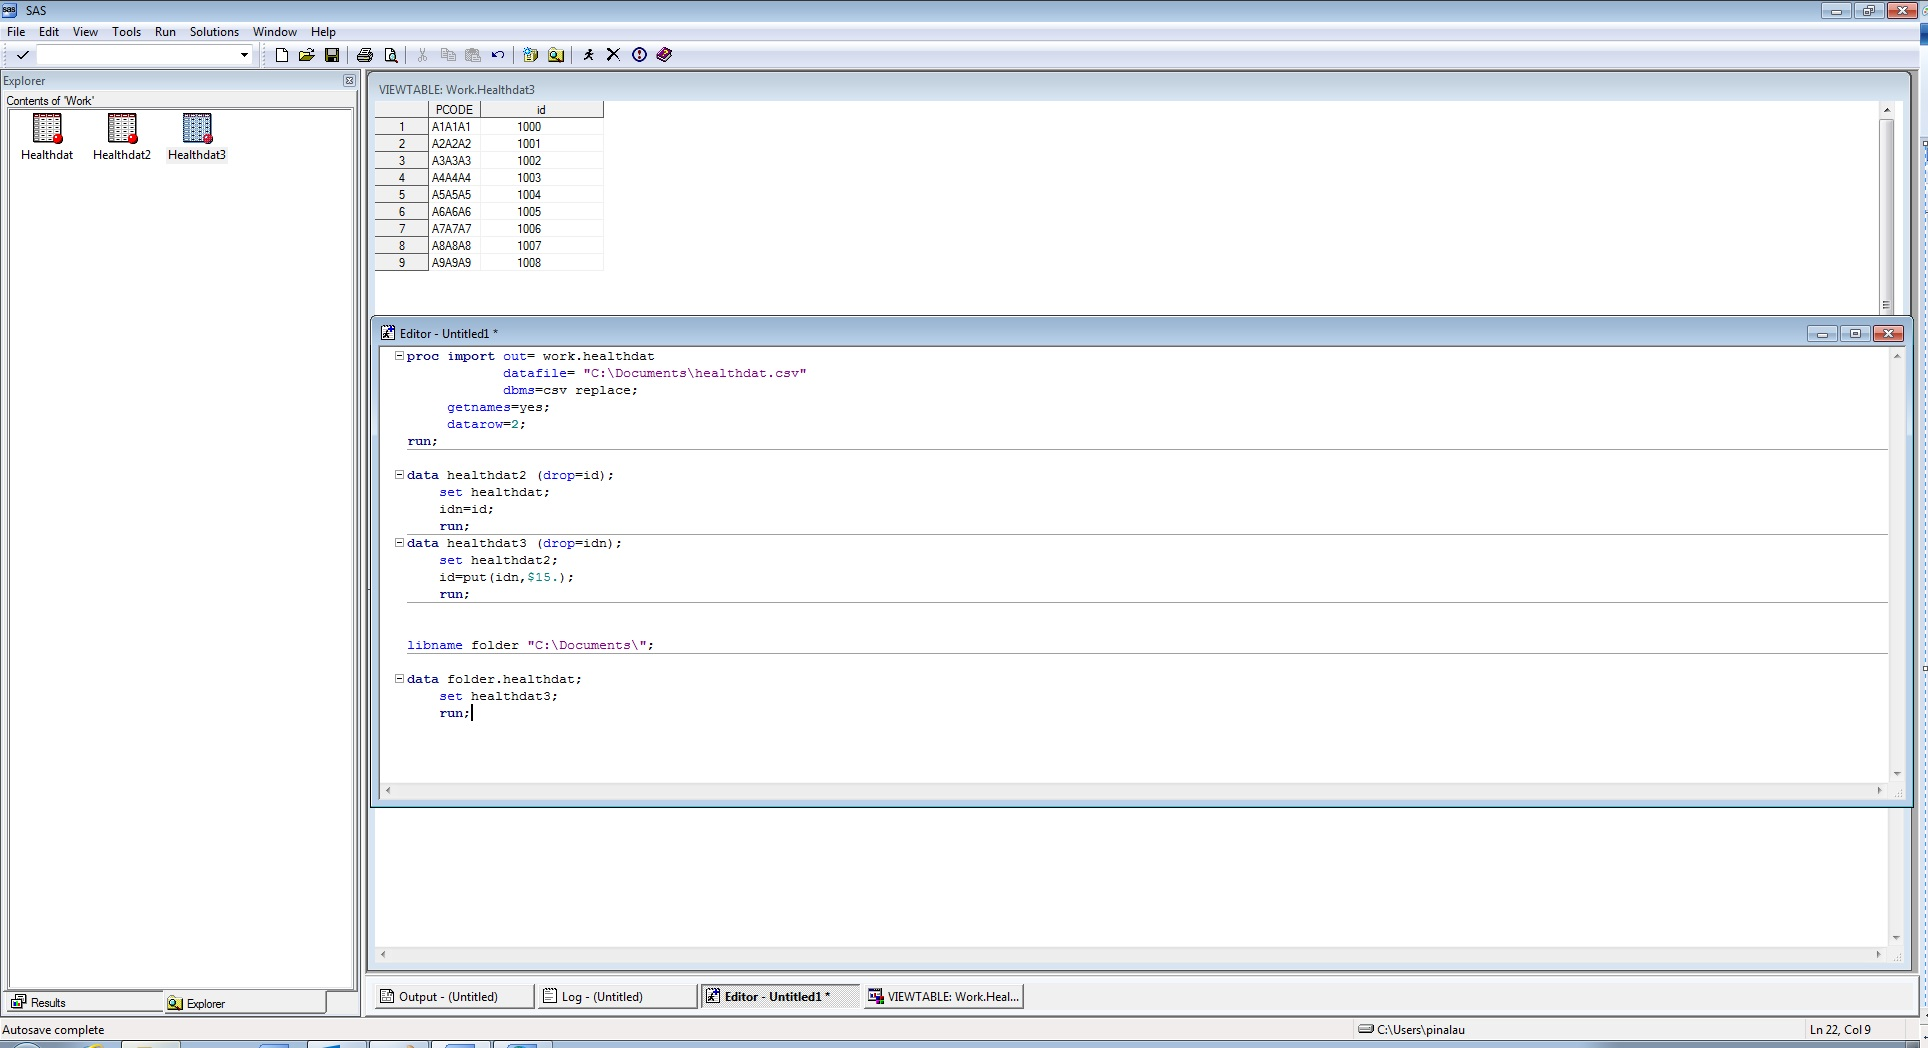 SAS
File Edit View Tools Run Solutions Window Help
Explorer
Contents of 'Work'
Healthdat Healthdat2 Healthdat3
VIEWTABLE: Work.Healthdat3
PCODE id
1 A1A1A1 1000
2 A2A2A2 1001
3 A3A3A3 1002
4 A4A4A4 1003
5 A5A5A5 1004
6 A6A6A6 1005
7 A7A7A7 1006
8 A8A8A8 1007
9 A9A9A9 1008
Editor - Untitled1 *
proc import out= work.healthdat
datafile= "C:\Documents\healthdat.csv"
dbms=csv replace;
getnames=yes;
datarow=2;
run;
data healthdat2 (drop=id);
set healthdat;
idn=id;
run;
data healthdat3 (drop=idn);
set healthdat2;
id=put(idn,$15.);
run;
libname folder "C:\Documents\";
data folder.healthdat;
set healthdat3;
run;
Results Explorer
Output - (Untitled) Log - (Untitled) Editor - Untitled1 * VIEWTABLE: Work.Heal...
Autosave complete C:\Users\pinalau Ln 22, Col 9